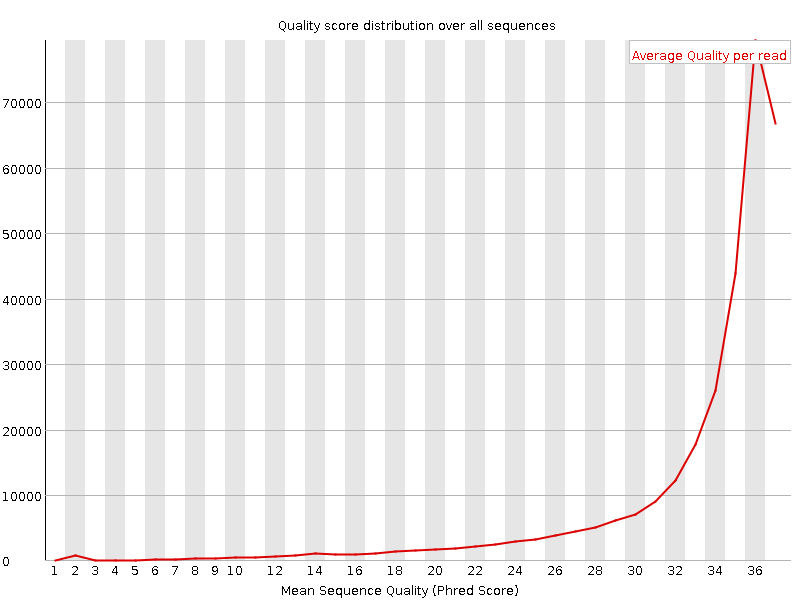 Quality score distribution over all sequences
Average Quality per read
70000
60000
50000
40000
30000
20000
10000
0
1 2 3 4 5 6 7 8 9 10 12 14 16 18 20 22 24 26 28 30 32 34 36
Mean Sequence Quality (Phred Score)